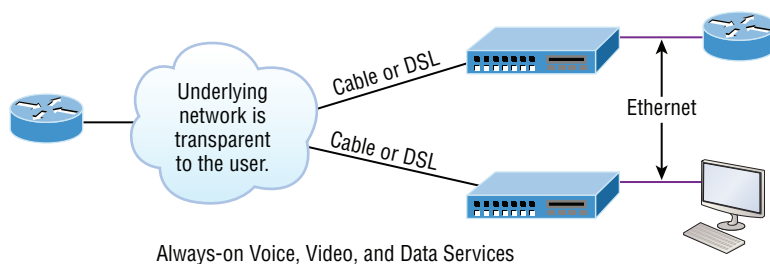 Underlying
network is
transparent
to the user.
Cable or DSL
Cable or DSL
Ethernet
Always-on Voice, Video, and Data Services